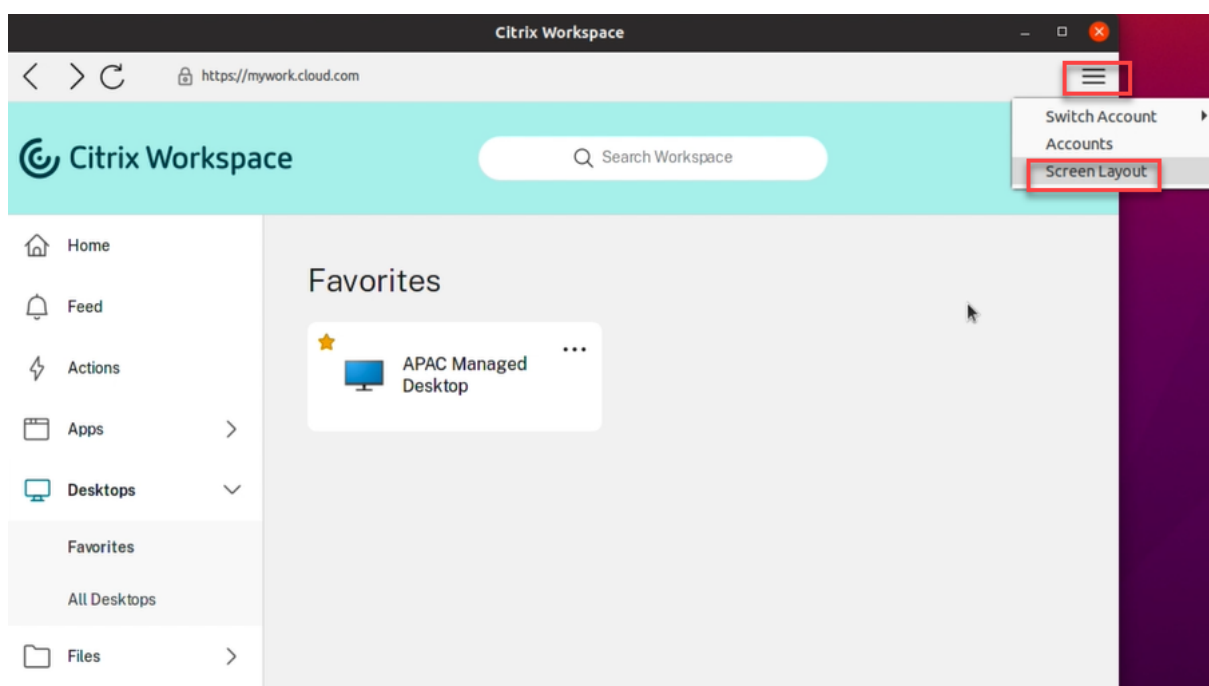 Citrix Workspace
https://mywork.cloud.com
Switch Account
Accounts
Screen Layout
Citrix Workspace
Search Workspace
Home
Feed
Actions
Apps
Desktops
Favorites
All Desktops
Files
Favorites
APAC Managed
Desktop